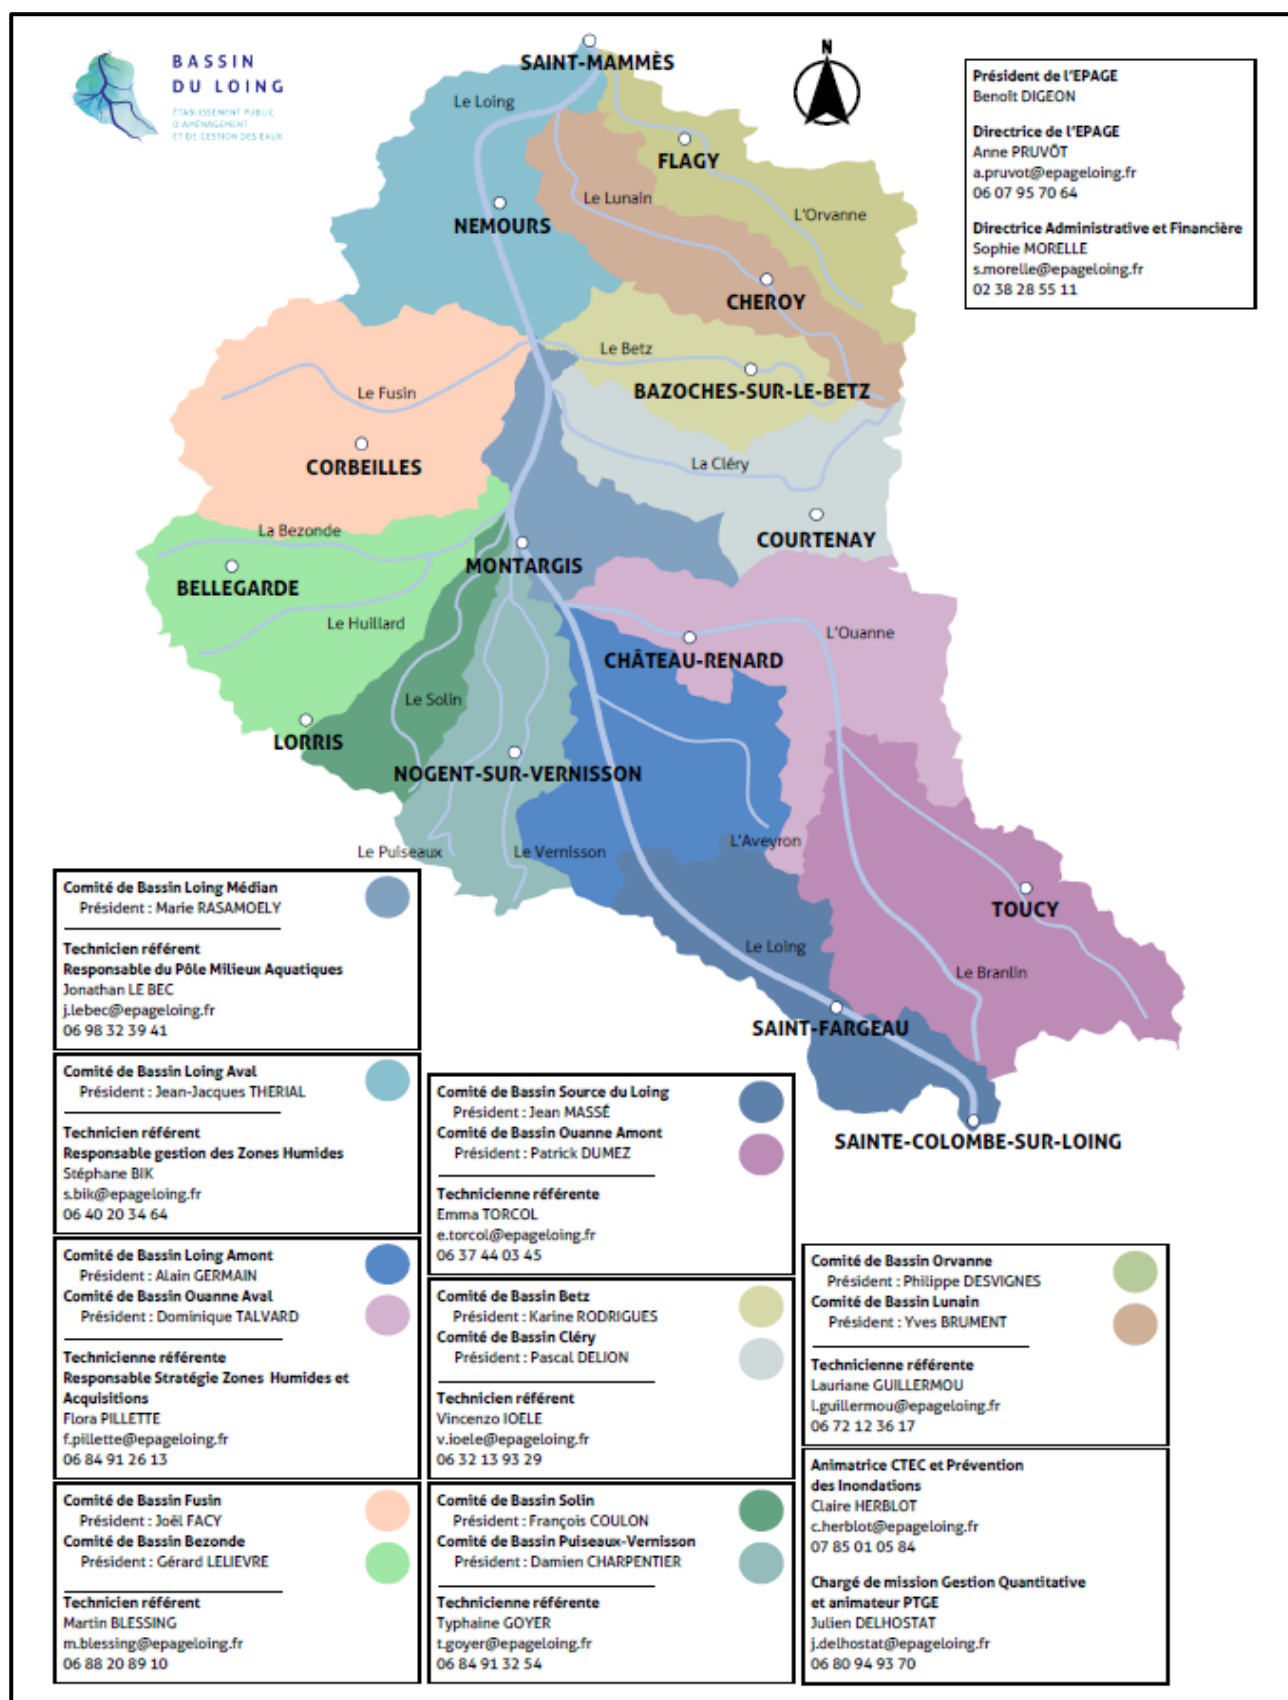 BASSIN
DU LOING
ÉTABLISSEMENT PUBLIC
D'AMÉNAGEMENT
ET DE GESTION DES EAUX
N
Président de l'EPAGE
Benoît DIGEON
Directrice de l'EPAGE
Anne PRUVÔT
a.pruvot@epageloing.fr
06 07 95 70 64
Directrice Administrative et Financière
Sophie MORELLE
s.morelle@epageloing.fr
02 38 28 55 11
SAINT-MAMMÈS
Le Loing
FLAGY
Le Lunain
L'Orvanne
NEMOURS
CHEROY
Le Betz
BAZOCHES-SUR-LE-BETZ
Le Fusin
CORBEILLES
La Cléry
La Bezonde
COURTENAY
MONTARGIS
BELLEGARDE
Le Huillard
L'Ouanne
CHÂTEAU-RENARD
Le Solin
LORRIS
NOGENT-SUR-VERNISSON
Le Puiseaux
Le Vernisson
L'Aveyron
TOUCY
Le Loing
Le Branlin
SAINT-FARGEAU
SAINTE-COLOMBE-SUR-LOING
Comité de Bassin Loing Médian
Président : Marie RASAMOELY
Technicien référent
Responsable du Pôle Milieux Aquatiques
Jonathan LE BEC
j.lebec@epageloing.fr
06 98 32 39 41
Comité de Bassin Loing Aval
Président : Jean-Jacques THERIAL
Technicien référent
Responsable gestion des Zones Humides
Stéphane BIK
s.bik@epageloing.fr
06 40 20 34 64
Comité de Bassin Loing Amont
Président : Alain GERMAIN
Comité de Bassin Ouanne Aval
Président : Dominique TALVARD
Technicienne référente
Responsable Stratégie Zones Humides et
Acquisitions
Flora PILLETTE
f.pillette@epageloing.fr
06 84 91 26 13
Comité de Bassin Fusin
Président : Joël FACY
Comité de Bassin Bezonde
Président : Gérard LELIEVRE
Technicien référent
Martin BLESSING
m.blessing@epageloing.fr
06 88 20 89 10
Comité de Bassin Source du Loing
Président : Jean MASSÉ
Comité de Bassin Ouanne Amont
Président : Patrick DUMEZ
Technicienne référente
Emma TORCOL
e.torcol@epageloing.fr
06 37 44 03 45
Comité de Bassin Betz
Président : Karine RODRIGUES
Comité de Bassin Cléry
Président : Pascal DELION
Technicien référent
Vincenzo IOELE
v.ioele@epageloing.fr
06 32 13 93 29
Comité de Bassin Solin
Président : François COULON
Comité de Bassin Puiseaux-Vernisson
Président : Damien CHARPENTIER
Technicienne référente
Typhaine GOYER
t.goyer@epageloing.fr
06 84 91 32 54
Comité de Bassin Orvanne
Président : Philippe DESVIGNES
Comité de Bassin Lunain
Président : Yves BRUMENT
Technicienne référente
Lauriane GUILLERMOU
l.guillermou@epageloing.fr
06 72 12 36 17
Animatrice CTEC et Prévention
des Inondations
Claire HERBLOT
c.herblot@epageloing.fr
07 85 01 05 84
Chargé de mission Gestion Quantitative
et animateur PTGE
Julien DELHOSTAT
j.delhostat@epageloing.fr
06 80 94 93 70